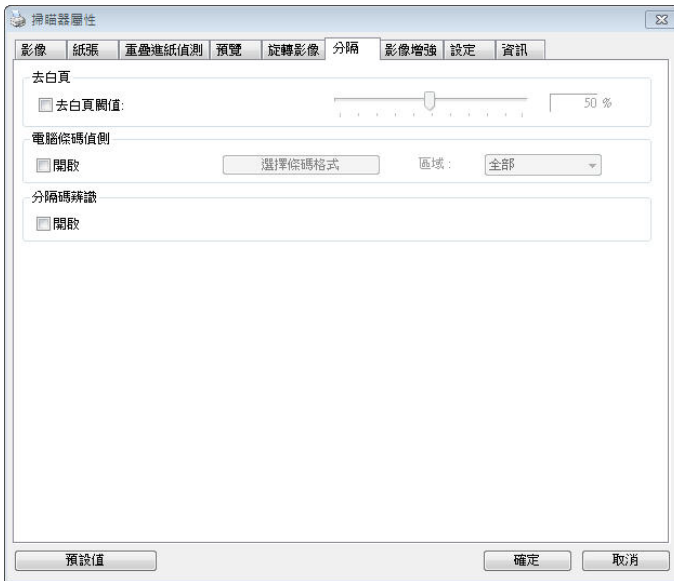 掃瞄器屬性
影像 紙張 重疊進紙偵測 預覽 旋轉影像 分隔 影像增強 設定 資訊
去白頁
去白頁閥值: 50 %
電腦條碼偵側
開啟 選擇條碼格式 區域 : 全部
分隔碼辨識
開啟
預設值 確定 取消